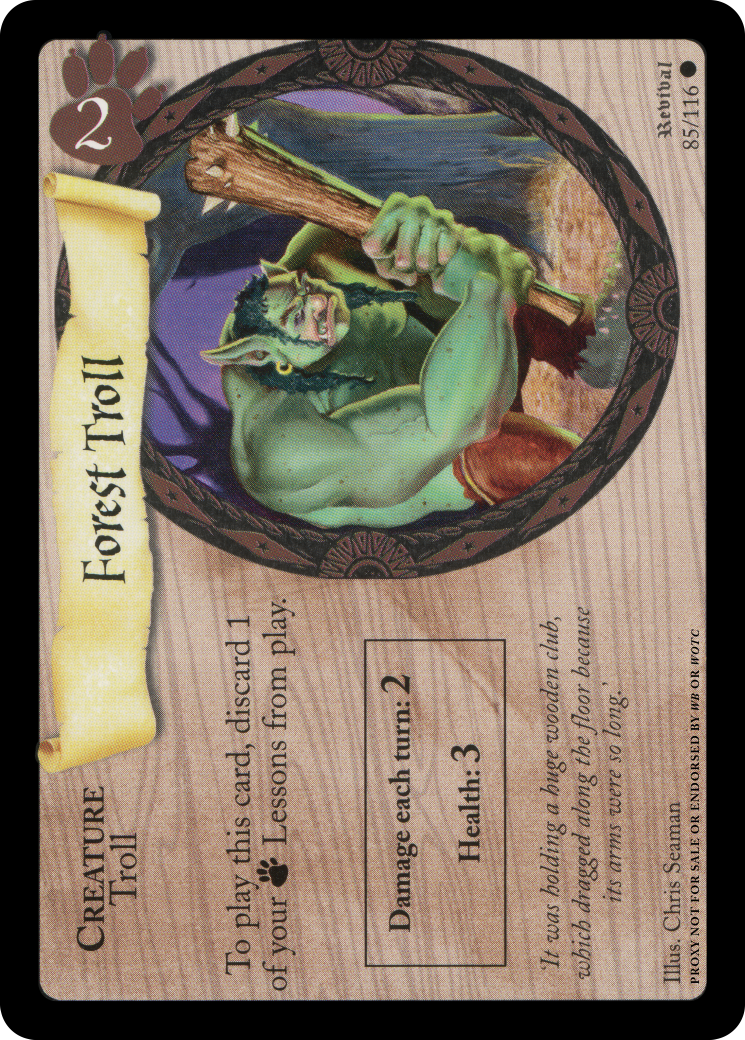 CREATURE
Troll
Forest Troll
2
To play this card, discard 1
of your Lessons from play.
Damage each turn: 2
Health: 3
'It was holding a huge wooden club,
which dragged along the floor because
its arms were so long.'
Illus. Chris Seaman
PROXY NOT FOR SALE OR ENDORSED BY WB OR WOTC
Revival
85/116